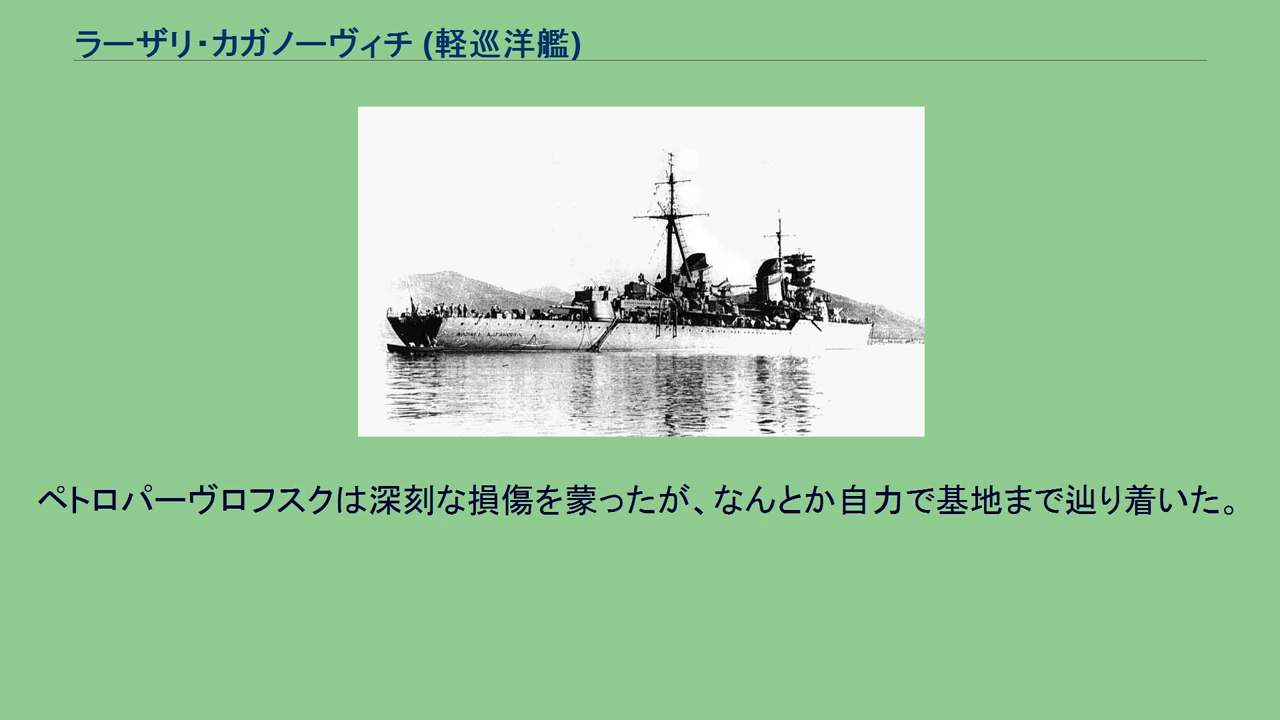 ラーザリ・カガノーヴィチ (軽巡洋艦)
ペトロパーヴロフスクは深刻な損傷を蒙ったが、なんとか自力で基地まで辿り着いた。